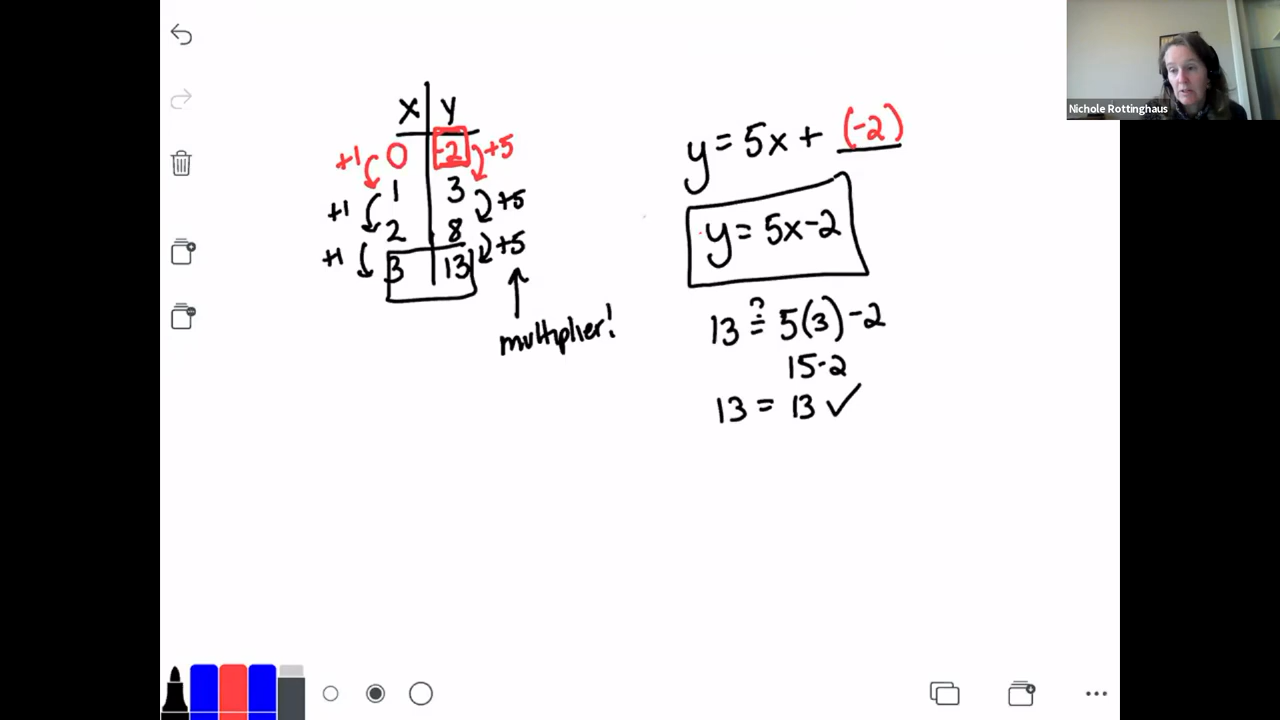 Nichole Rottinghaus
X Y
+1 0 -2 +5
1 3
+1 +5
2 8
+1 +5
3 13
multiplier!
y = 5x + (-2)
y = 5x - 2
13 ≟ 5(3) - 2
15 - 2
13 = 13 ✓